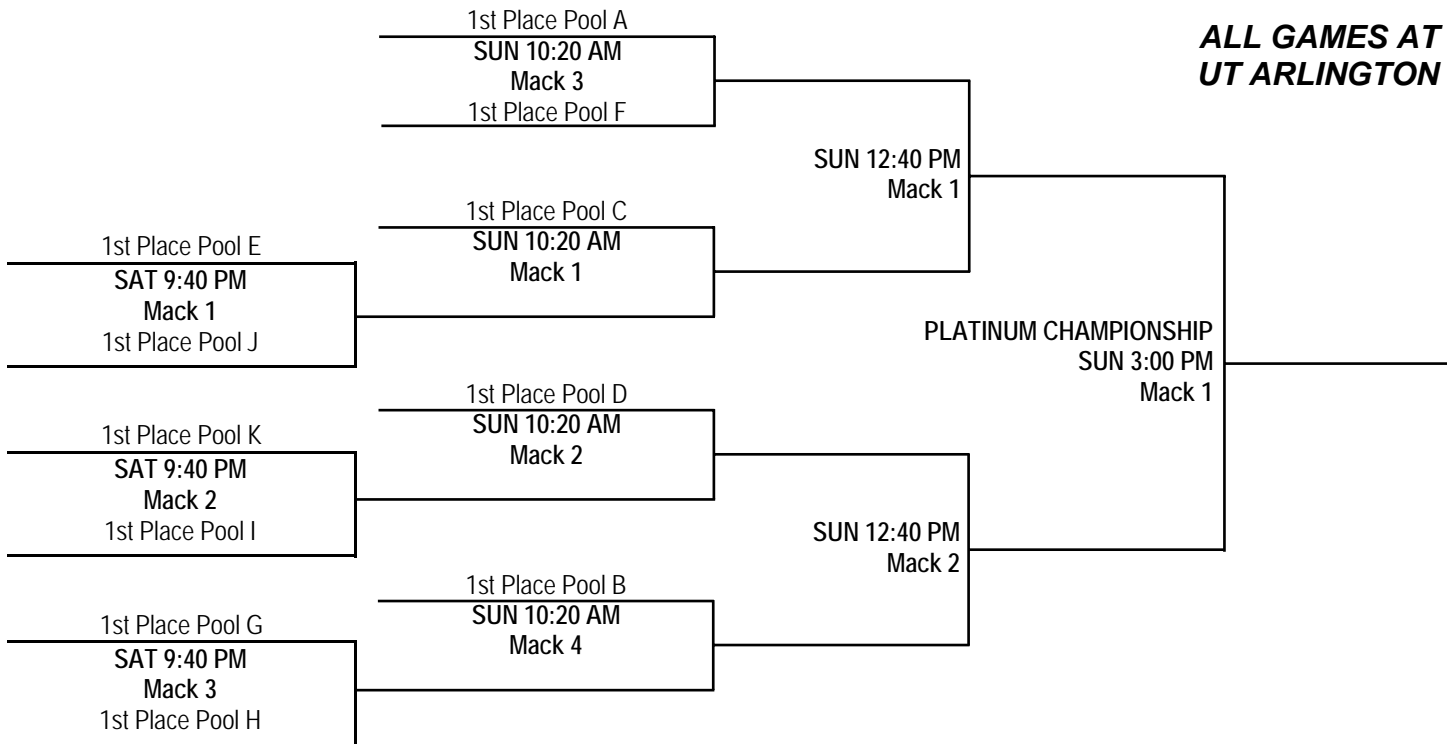 1st Place Pool A
SUN 10:20 AM
Mack 3
1st Place Pool F
ALL GAMES AT
UT ARLINGTON
SUN 12:40 PM
Mack 1
1st Place Pool C
SUN 10:20 AM
Mack 1
1st Place Pool E
SAT 9:40 PM
Mack 1
1st Place Pool J
PLATINUM CHAMPIONSHIP
SUN 3:00 PM
Mack 1
1st Place Pool D
SUN 10:20 AM
Mack 2
1st Place Pool K
SAT 9:40 PM
Mack 2
1st Place Pool I
SUN 12:40 PM
Mack 2
1st Place Pool B
SUN 10:20 AM
Mack 4
1st Place Pool G
SAT 9:40 PM
Mack 3
1st Place Pool H